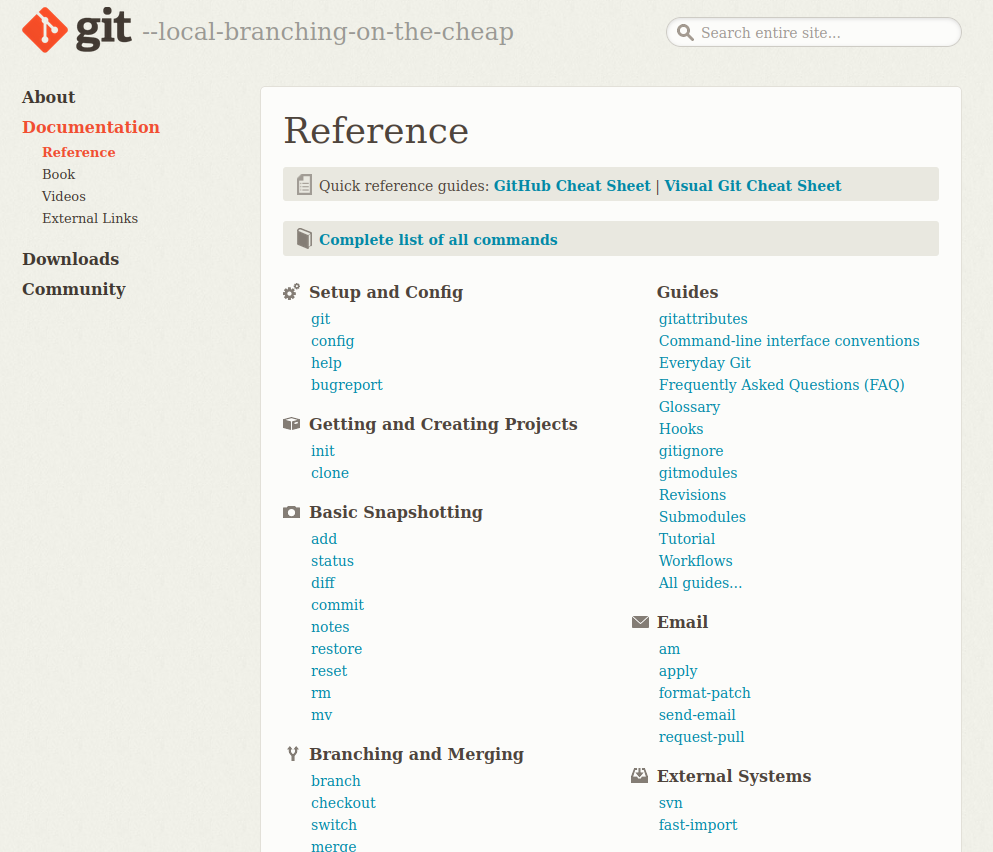 git --local-branching-on-the-cheap
Search entire site...
About
Documentation
Reference
Book
Videos
External Links
Downloads
Community
Reference
Quick reference guides: GitHub Cheat Sheet | Visual Git Cheat Sheet
Complete list of all commands
Setup and Config
git
config
help
bugreport
Getting and Creating Projects
init
clone
Basic Snapshotting
add
status
diff
commit
notes
restore
reset
rm
mv
Branching and Merging
branch
checkout
switch
merge
Guides
gitattributes
Command-line interface conventions
Everyday Git
Frequently Asked Questions (FAQ)
Glossary
Hooks
gitignore
gitmodules
Revisions
Submodules
Tutorial
Workflows
All guides...
Email
am
apply
format-patch
send-email
request-pull
External Systems
svn
fast-import